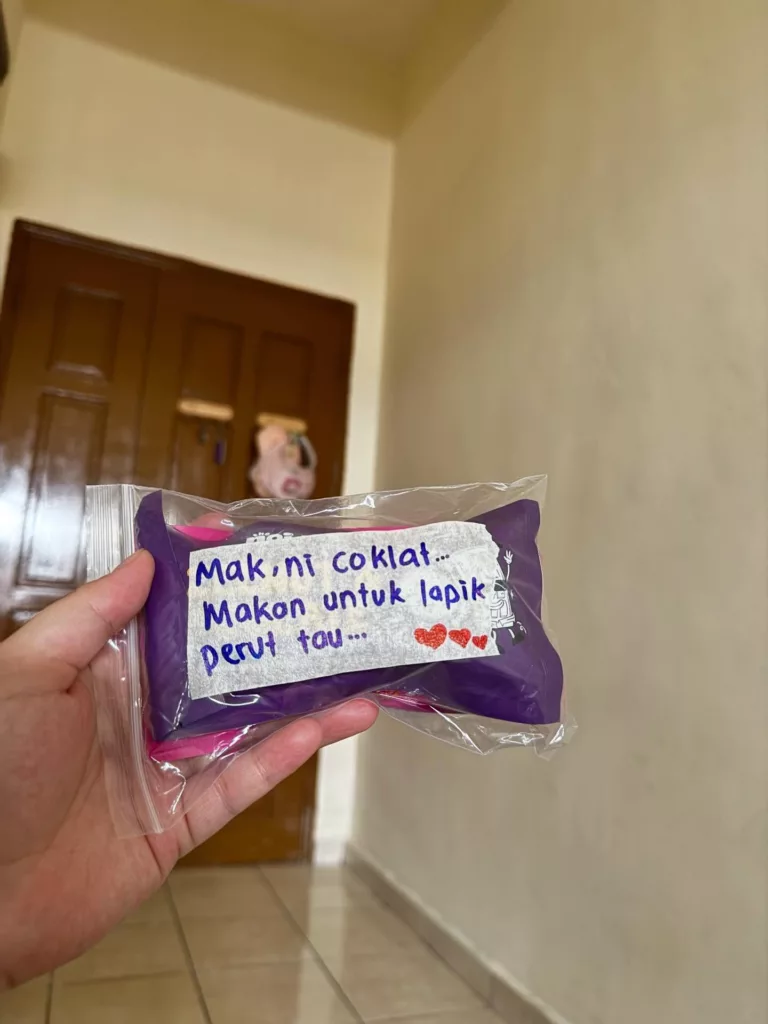 Mak, ni coklat...
Makan untuk lapik
perut tau...